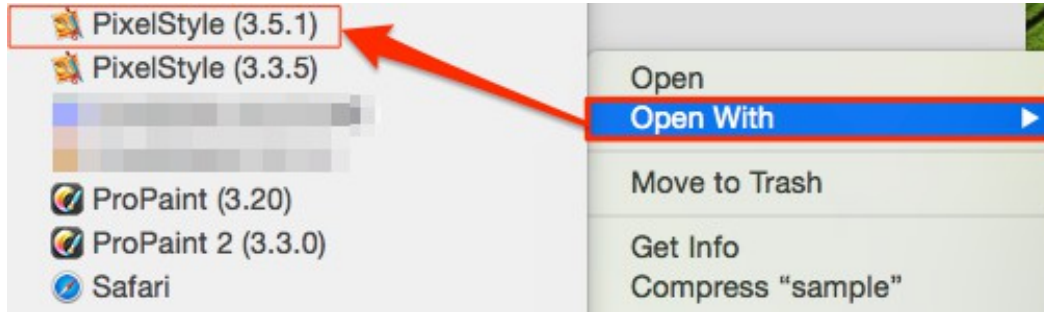 PixelStyle (3.5.1)
PixelStyle (3.3.5)
ProPaint (3.20)
ProPaint 2 (3.3.0)
Safari
Open
Open With
Move to Trash
Get Info
Compress “sample”